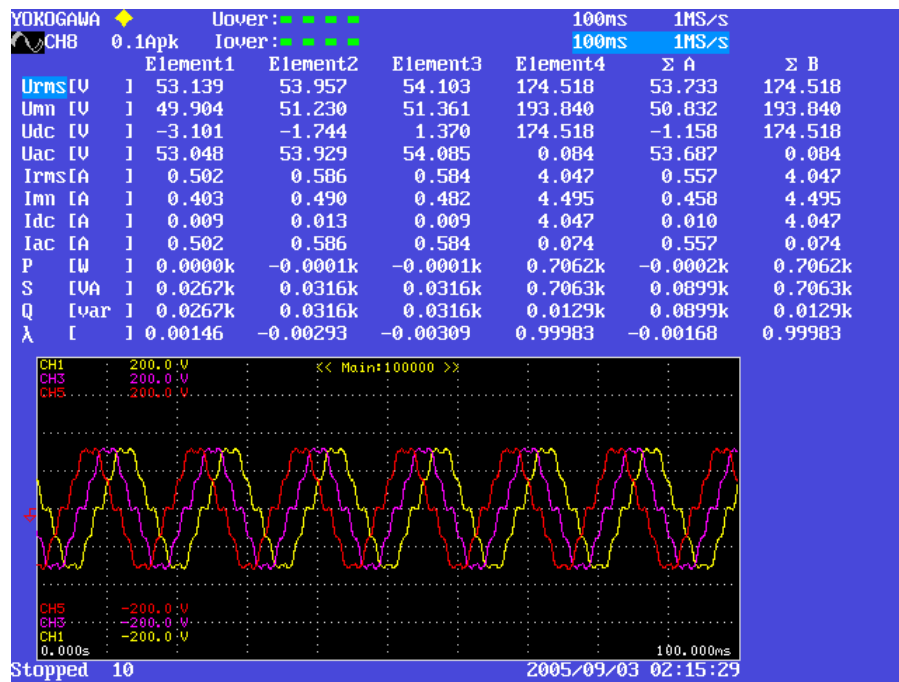 YOKOGAWA Uover: 100ms 1MS/s
CH8 0.1Apk Iover: 100ms 1MS/s
Element1 Element2 Element3 Element4 Σ A Σ B
Urms[V ] 53.139 53.957 54.103 174.518 53.733 174.518
Umn [V ] 49.904 51.230 51.361 193.840 50.832 193.840
Udc [V ] -3.101 -1.744 1.370 174.518 -1.158 174.518
Uac [V ] 53.048 53.929 54.085 0.084 53.687 0.084
Irms[A ] 0.502 0.586 0.584 4.047 0.557 4.047
Imn [A ] 0.403 0.490 0.482 4.495 0.458 4.495
Idc [A ] 0.009 0.013 0.009 4.047 0.010 4.047
Iac [A ] 0.502 0.586 0.584 0.074 0.557 0.074
P [W ] 0.0000k -0.0001k -0.0001k 0.7062k -0.0002k 0.7062k
S [VA ] 0.0267k 0.0316k 0.0316k 0.7063k 0.0899k 0.7063k
Q [var ] 0.0267k 0.0316k 0.0316k 0.0129k 0.0899k 0.0129k
λ [ ] 0.00146 -0.00293 -0.00309 0.99983 -0.00168 0.99983
CH1 200.0 V << Main:100000 >>
CH3 200.0 V
CH5 200.0 V
CH5 -200.0 V
CH3 -200.0 V
CH1 -200.0 V
0.000s 100.000ms
Stopped 10 2005/09/03 02:15:29